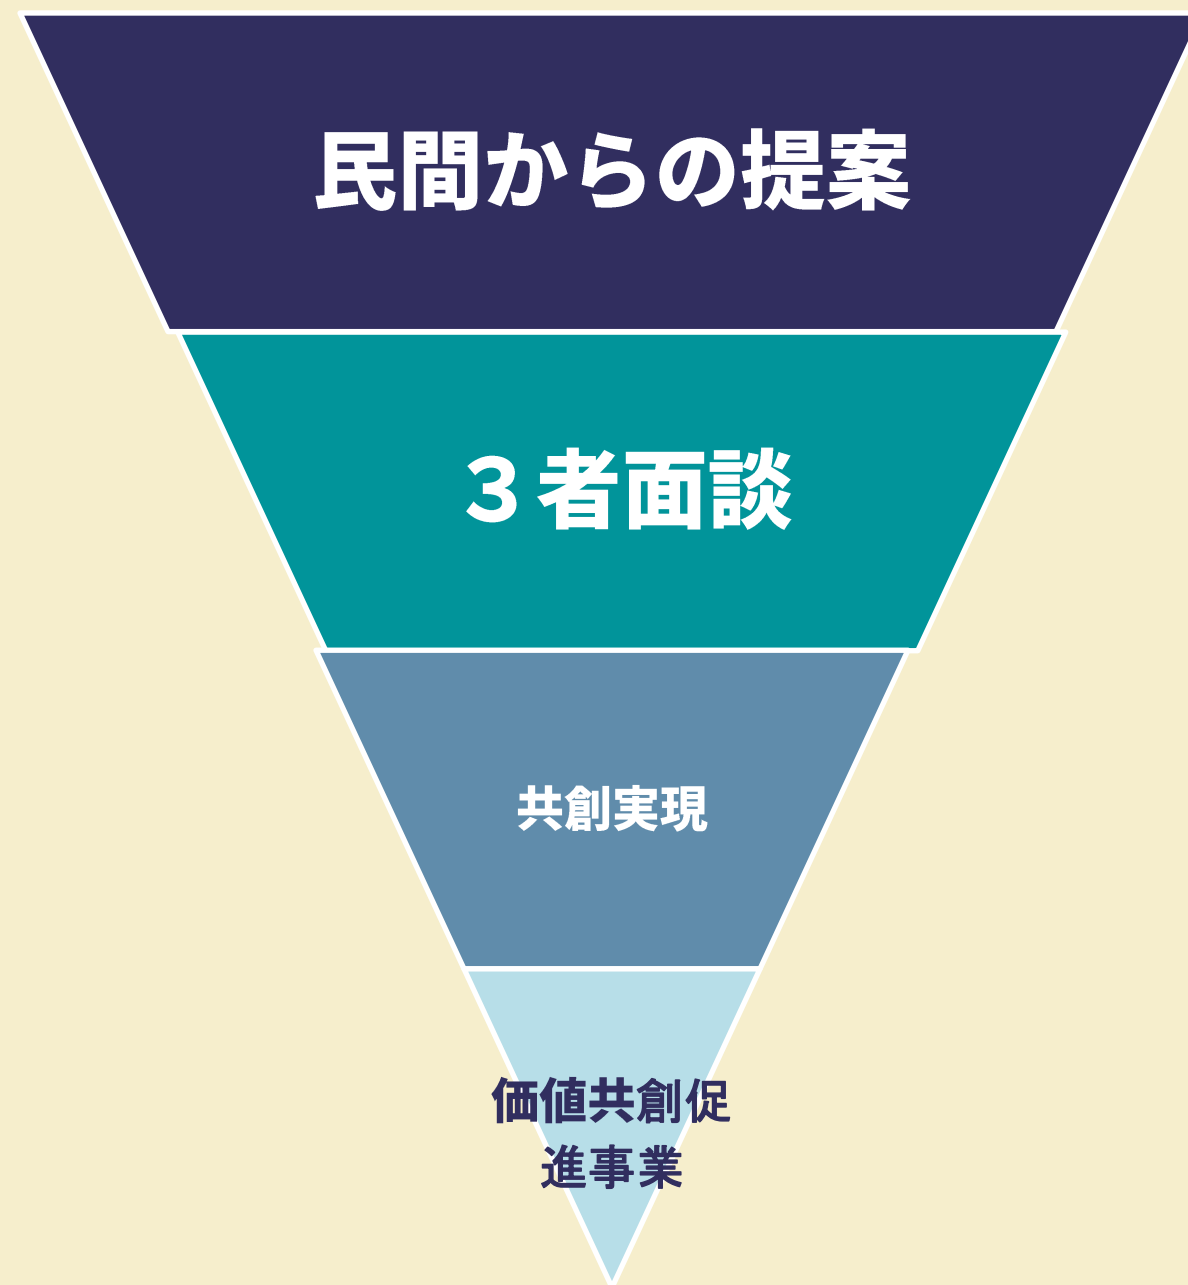 民間からの提案
３者面談
共創実現
価値共創促
進事業